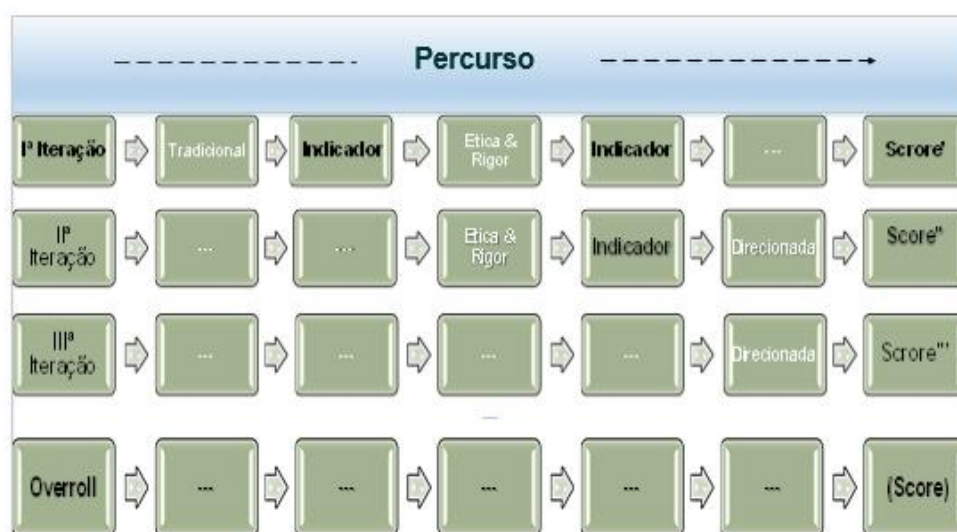 Percurso
Iª Iteração Tradicional Indicador Etica & Rigor Indicador --- Scrore'
IIª Iteração --- --- Etica & Rigor Indicador Direcionada Score"
IIIª Iteração --- --- --- --- Direcionada Scrore"'
Overroll --- --- --- --- --- (Score)